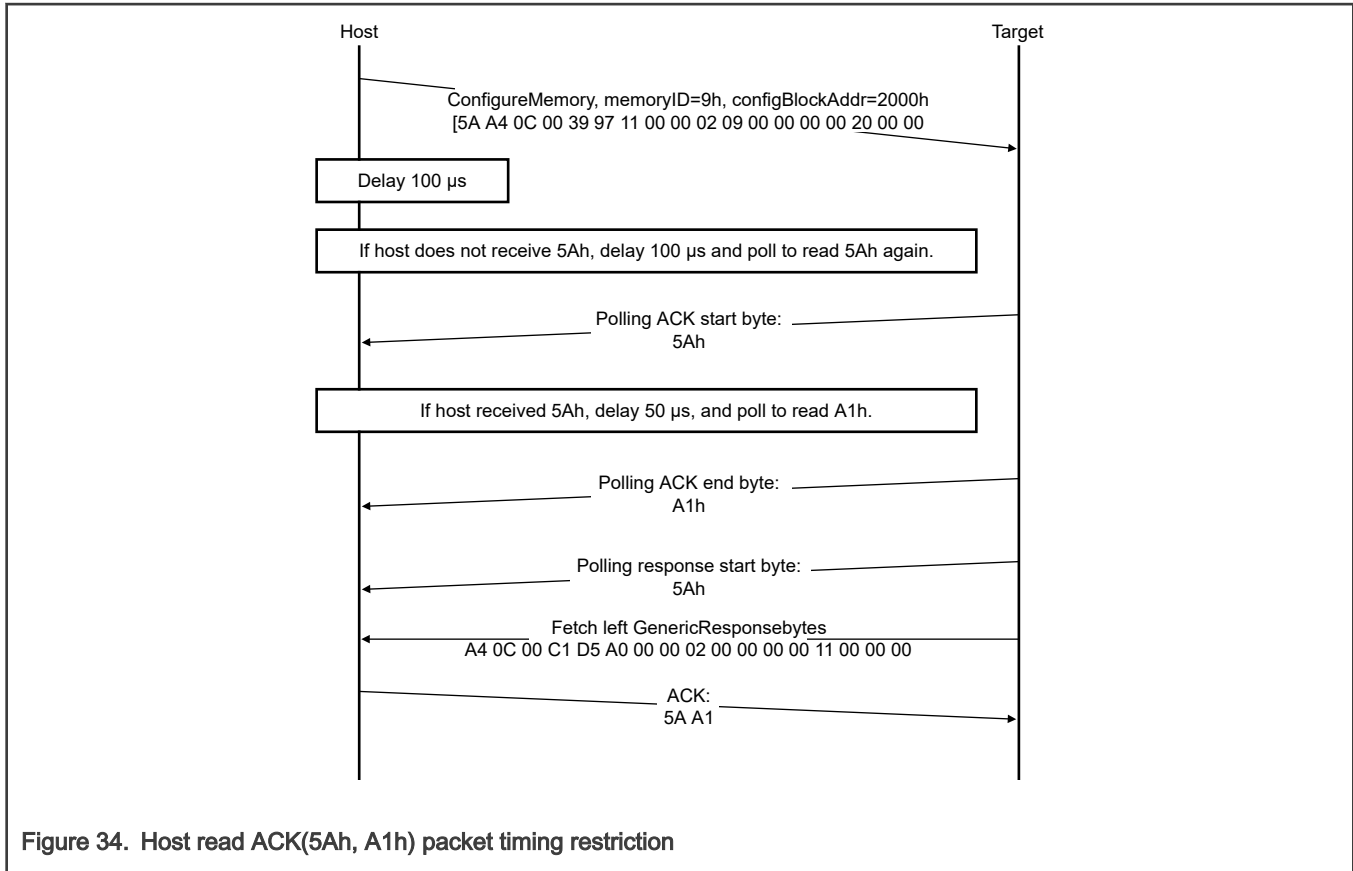 Host
Target
ConfigureMemory, memoryID=9h, configBlockAddr=2000h
[5A A4 0C 00 39 97 11 00 00 02 09 00 00 00 00 20 00 00
Delay 100 µs
If host does not receive 5Ah, delay 100 µs and poll to read 5Ah again.
Polling ACK start byte:
5Ah
If host received 5Ah, delay 50 µs, and poll to read A1h.
Polling ACK end byte:
A1h
Polling response start byte:
5Ah
Fetch left GenericResponsebytes
A4 0C 00 C1 D5 A0 00 00 02 00 00 00 00 11 00 00 00
ACK:
5A A1
Figure 34. Host read ACK(5Ah, A1h) packet timing restriction